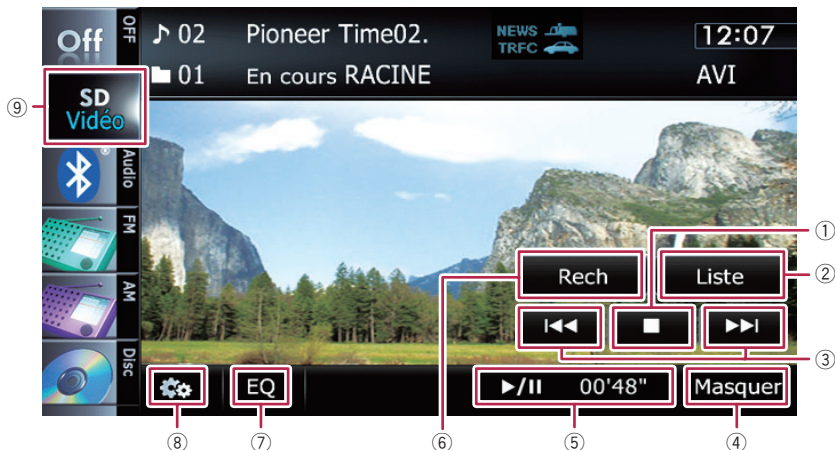 Off
OFF
♪ 02 Pioneer Time02.
NEWS
TRFC
12:07
01 En cours RACINE
AVI
⑨
SD
Vidéo
Audio
FM
AM
Disc
①
Rech
Liste
②
③
EQ
►/II 00'48"
Masquer
⑧
⑦
⑥
⑤
④